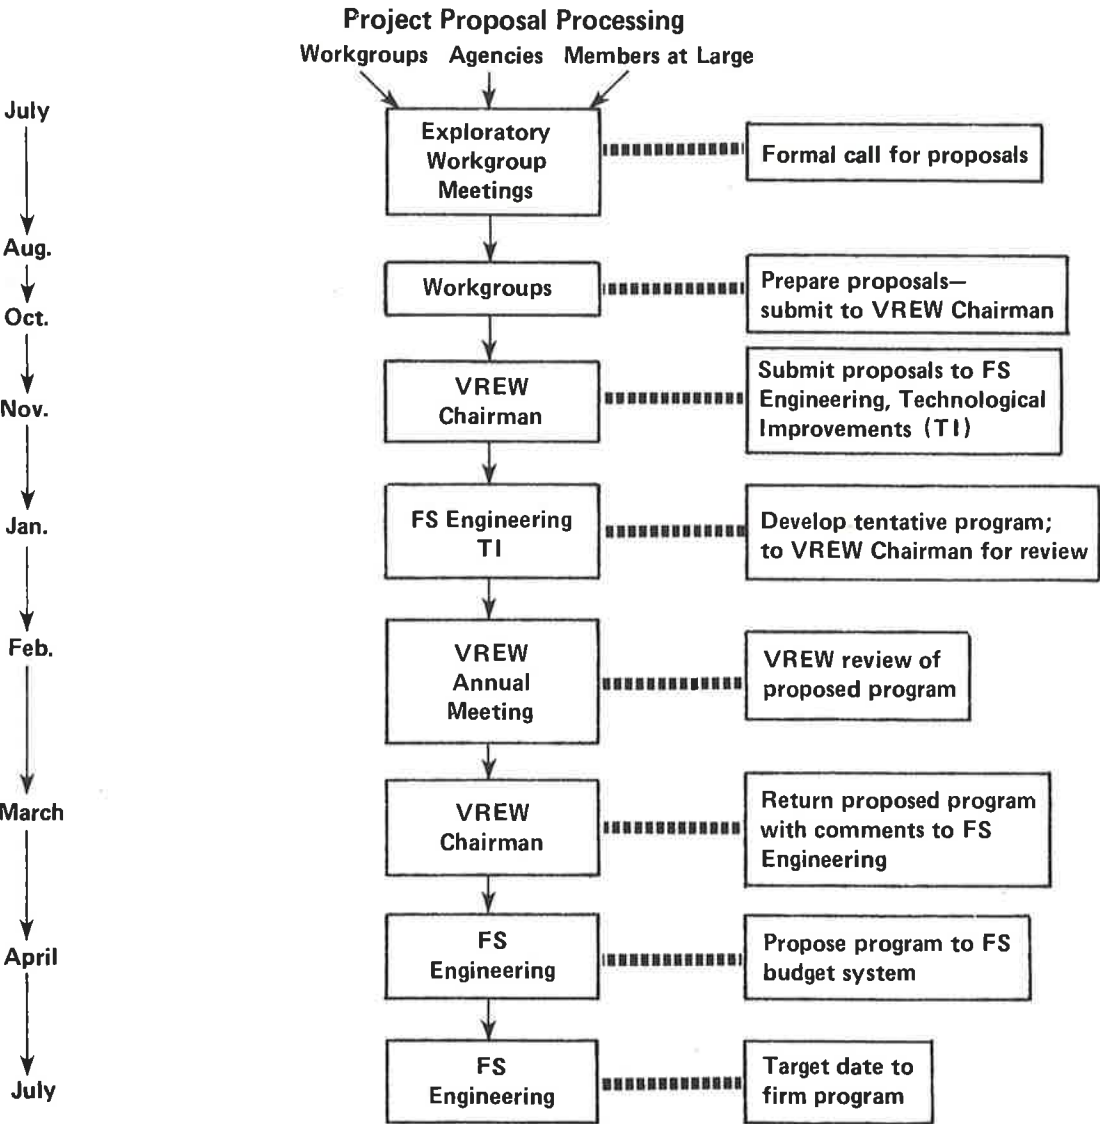 Project Proposal Processing
Workgroups Agencies Members at Large
July
Exploratory
Workgroup
Meetings
Formal call for proposals
Aug.
Workgroups
Prepare proposals—
submit to VREW Chairman
Oct.
VREW
Chairman
Submit proposals to FS
Engineering, Technological
Improvements (TI)
Nov.
FS Engineering
TI
Develop tentative program;
to VREW Chairman for review
Jan.
VREW
Annual
Meeting
VREW review of
proposed program
Feb.
VREW
Chairman
Return proposed program
with comments to FS
Engineering
March
FS
Engineering
Propose program to FS
budget system
April
FS
Engineering
Target date to
firm program
July